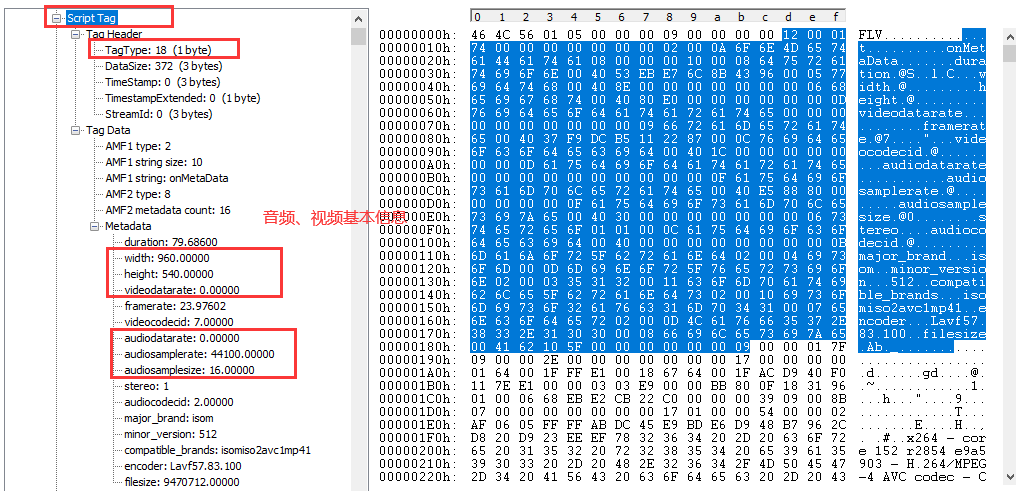 Script Tag
Tag Header
TagType: 18 (1 byte)
DataSize: 372 (3 bytes)
TimeStamp: 0 (3 bytes)
TimestampExtended: 0 (1 byte)
StreamId: 0 (3 bytes)
Tag Data
AMF1 type: 2
AMF1 string size: 10
AMF1 string: onMetaData
AMF2 type: 8
AMF2 metadata count: 16
Metadata
duration: 79.68600
width: 960.00000
height: 540.00000
videodatarate: 0.00000
framerate: 23.97602
videocodecid: 7.00000
audiodatarate: 0.00000
audiosamplerate: 44100.00000
audiosamplesize: 16.00000
stereo: 1
audiocodecid: 2.00000
major_brand: isom
minor_version: 512
compatible_brands: isomiso2avc1mp41
encoder: Lavf57.83.100
filesize: 9470712.00000
音频、视频基本信息
0 1 2 3 4 5 6 7 8 9 a b c d e f
00000000h: 46 4C 56 01 05 00 00 00 09 00 00 00 00 12 00 01 FLV.............
00000010h: 74 00 00 00 00 00 00 00 02 00 0A 6F 6E 4D 65 74 t..........onMet
00000020h: 61 44 61 74 61 08 00 00 00 10 00 08 64 75 72 61 aData.......dura
00000030h: 74 69 6F 6E 00 40 53 EB E7 6C 8B 43 96 00 05 77 tion.@S..l.C...w
00000040h: 69 64 74 68 00 40 8E 00 00 00 00 00 00 00 06 68 idth.@.........h
00000050h: 65 69 67 68 74 00 40 80 E0 00 00 00 00 00 00 0D eight.@.........
00000060h: 76 69 64 65 6F 64 61 74 61 72 61 74 65 00 00 00 videodatarate...
00000070h: 00 00 00 00 00 00 00 09 66 72 61 6D 65 72 61 74 ........framerat
00000080h: 65 00 40 37 F9 DC B5 11 22 87 00 0C 76 69 64 65 e.@7...."...vide
00000090h: 6F 63 6F 64 65 63 69 64 00 40 1C 00 00 00 00 00 ocodecid.@......
000000A0h: 00 00 0D 61 75 64 69 6F 64 61 74 61 72 61 74 65 ...audiodatarate
000000B0h: 00 00 00 00 00 00 00 00 00 00 0F 61 75 64 69 6F ...........audio
000000C0h: 73 61 6D 70 6C 65 72 61 74 65 00 40 E5 88 80 00 samplerate.@....
000000D0h: 00 00 00 00 0F 61 75 64 69 6F 73 61 6D 70 6C 65 .....audiosample
000000E0h: 73 69 7A 65 00 40 30 00 00 00 00 00 00 00 06 73 size.@0........s
000000F0h: 74 65 72 65 6F 01 01 00 0C 61 75 64 69 6F 63 6F tereo....audioco
00000100h: 64 65 63 69 64 00 40 00 00 00 00 00 00 00 00 0B decid.@.........
00000110h: 6D 61 6A 6F 72 5F 62 72 61 6E 64 02 00 04 69 73 major_brand...is
00000120h: 6F 6D 00 0D 6D 69 6E 6F 72 5F 76 65 72 73 69 6F om..minor_versio
00000130h: 6E 02 00 03 35 31 32 00 11 63 6F 6D 70 61 74 69 n...512..compati
00000140h: 62 6C 65 5F 62 72 61 6E 64 73 02 00 10 69 73 6F ble_brands...iso
00000150h: 6D 69 73 6F 32 61 76 63 31 6D 70 34 31 00 07 65 miso2avc1mp41..e
00000160h: 6E 63 6F 64 65 72 02 00 0D 4C 61 76 66 35 37 2E ncoder...Lavf57.
00000170h: 38 33 2E 31 30 30 00 08 66 69 6C 65 73 69 7A 65 83.100..filesize
00000180h: 00 41 62 10 5F 00 00 00 00 00 00 09 00 00 01 7F .Ab._...........
00000190h: 09 00 00 2E 00 00 00 00 00 00 00 17 00 00 00 00 ................
000001A0h: 01 64 00 1F FF E1 00 18 67 64 00 1F AC D9 40 F0 .d......gd....@.
000001B0h: 11 7E E1 00 00 03 03 E9 00 00 BB 80 0F 18 31 96 .~............1.
000001C0h: 01 00 06 68 EB E2 CB 22 C0 00 00 00 39 09 00 8B ...h..."....9...
000001D0h: 07 00 00 00 00 00 00 00 17 01 00 00 54 00 00 02 ............T...
000001E0h: AF 06 05 FF FF AB DC 45 E9 BD E6 D9 48 B7 96 2C .......E....H..,
000001F0h: D8 20 D9 23 EE EF 78 32 36 34 20 2D 20 63 6F 72 . .#..x264 - cor
00000200h: 65 20 31 35 32 20 72 32 38 35 34 20 65 39 61 35 e 152 r2854 e9a5
00000210h: 39 30 33 20 2D 20 48 2E 32 36 34 2F 4D 50 45 47 903 - H.264/MPEG
00000220h: 2D 34 20 41 56 43 20 63 6F 64 65 63 20 2D 20 43 -4 AVC codec - C